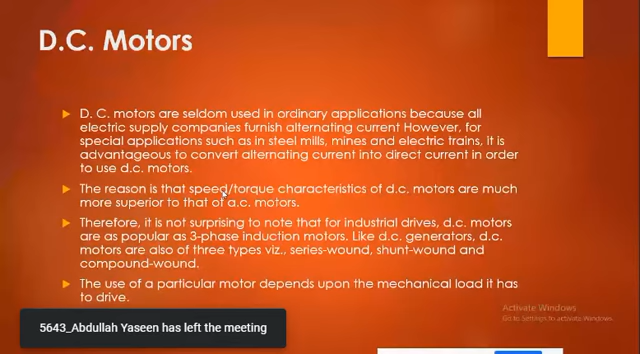 D.C. Motors
D. C. motors are seldom used in ordinary applications because all
electric supply companies furnish alternating current However, for
special applications such as in steel mills, mines and electric trains, it is
advantageous to convert alternating current into direct current in order
to use d.c. motors.
The reason is that speed/torque characteristics of d.c. motors are much
more superior to that of a.c. motors.
Therefore, it is not surprising to note that for industrial drives, d.c. motors
are as popular as 3-phase induction motors. Like d.c. generators, d.c.
motors are also of three types viz., series-wound, shunt-wound and
compound-wound.
The use of a particular motor depends upon the mechanical load it has
to drive.
Activate Windows
Go to Settings to activate Windows.
5643_Abdullah Yaseen has left the meeting